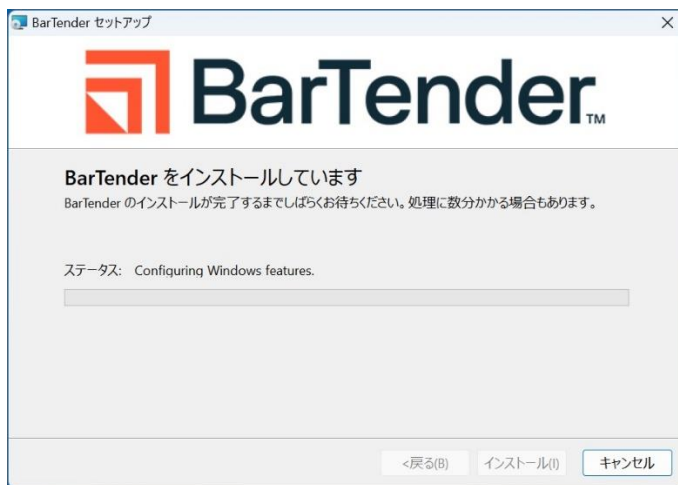 BarTender セットアップ
BarTender™
BarTender をインストールしています
BarTender のインストールが完了するまでしばらくお待ちください。処理に数分かかる場合もあります。
ステータス: Configuring Windows features.
<戻る(B) インストール(I) キャンセル